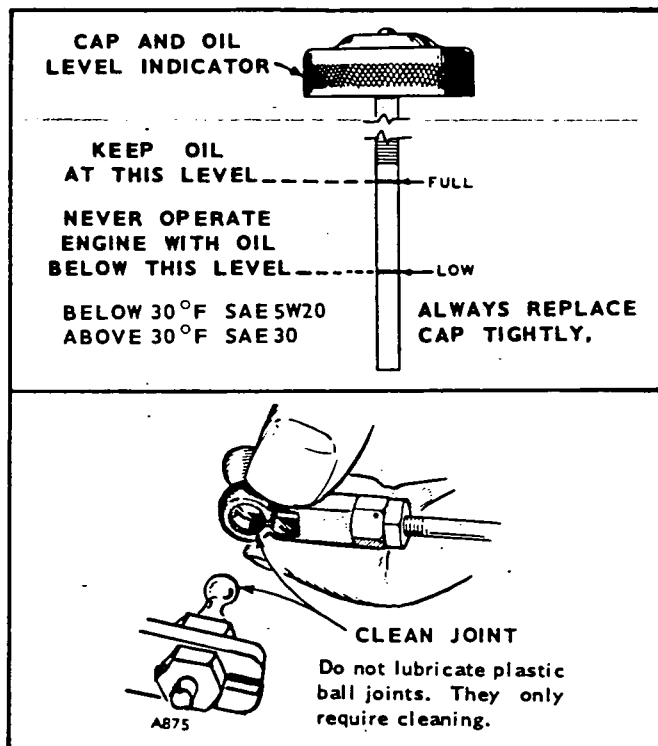 CAP AND OIL
LEVEL INDICATOR
KEEP OIL
AT THIS LEVEL
FULL
NEVER OPERATE
ENGINE WITH OIL
BELOW THIS LEVEL
LOW
BELOW 30°F SAE 5W20
ABOVE 30°F SAE 30
ALWAYS REPLACE
CAP TIGHTLY.
CLEAN JOINT
Do not lubricate plastic
ball joints. They only
require cleaning.
A875